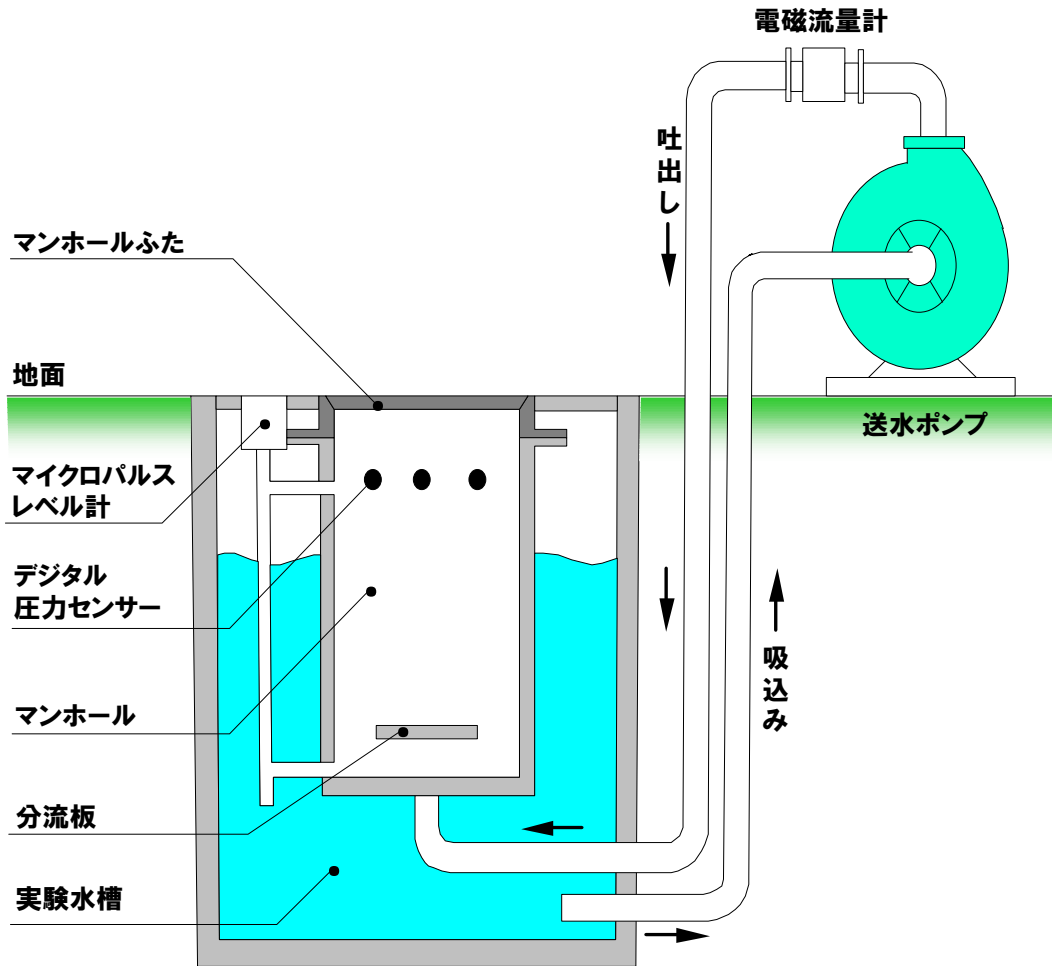 電磁流量計
吐出し
マンホールふた
地面
送水ポンプ
マイクロパルス
レベル計
デジタル
圧力センサー
吸込み
マンホール
分流板
実験水槽